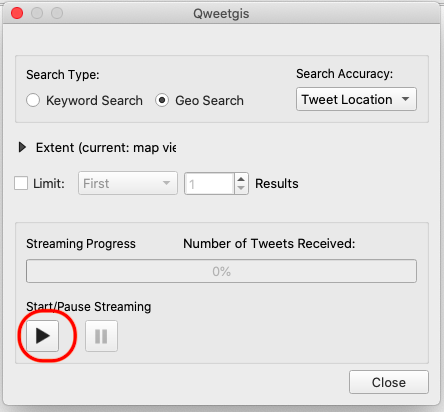 Qweetgis
Search Type:
Search Accuracy:
Keyword Search
Geo Search
Tweet Location
Extent (current: map vie
Limit:
First
1
Results
Streaming Progress
Number of Tweets Received:
0%
Start/Pause Streaming
Close